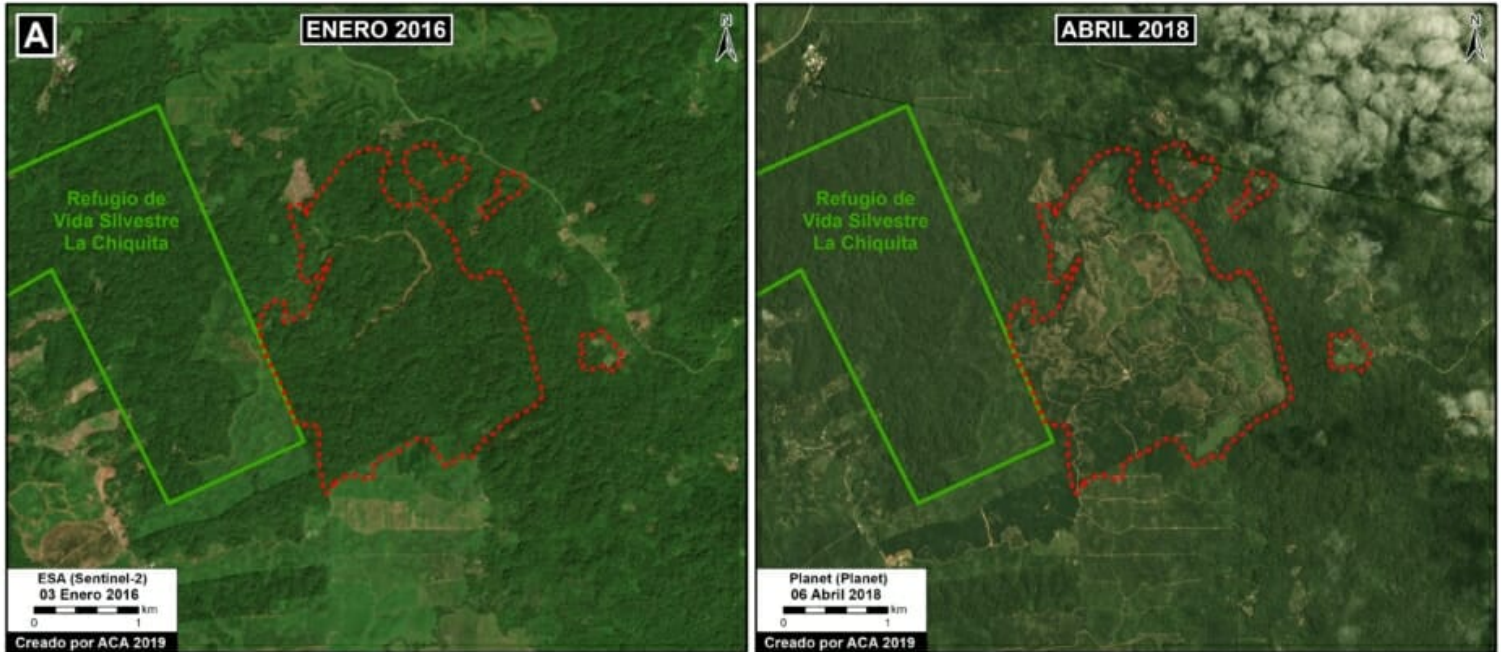 A
ENERO 2016
N
Refugio de
Vida Silvestre
La Chiquita
ESA (Sentinel-2)
03 Enero 2016
km
0 1
Creado por ACA 2019
ABRIL 2018
N
Refugio de
Vida Silvestre
La Chiquita
Planet (Planet)
06 Abril 2018
km
0 1
Creado por ACA 2019